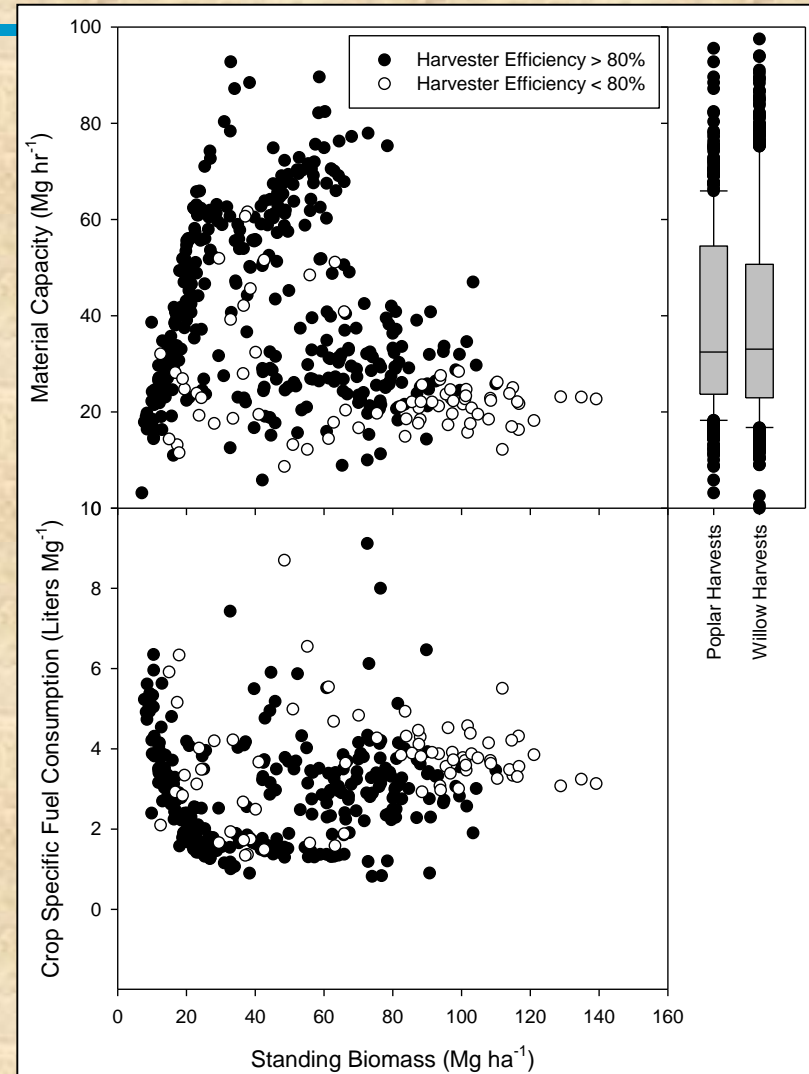 100
Harvester Efficiency > 80%
Harvester Efficiency < 80%
80
60
40
20
Material Capacity (Mg hr⁻¹)
10
8
6
4
2
0
Crop Specific Fuel Consumption (Liters Mg⁻¹)
0 20 40 60 80 100 120 140 160
Standing Biomass (Mg ha⁻¹)
Poplar Harvests
Willow Harvests